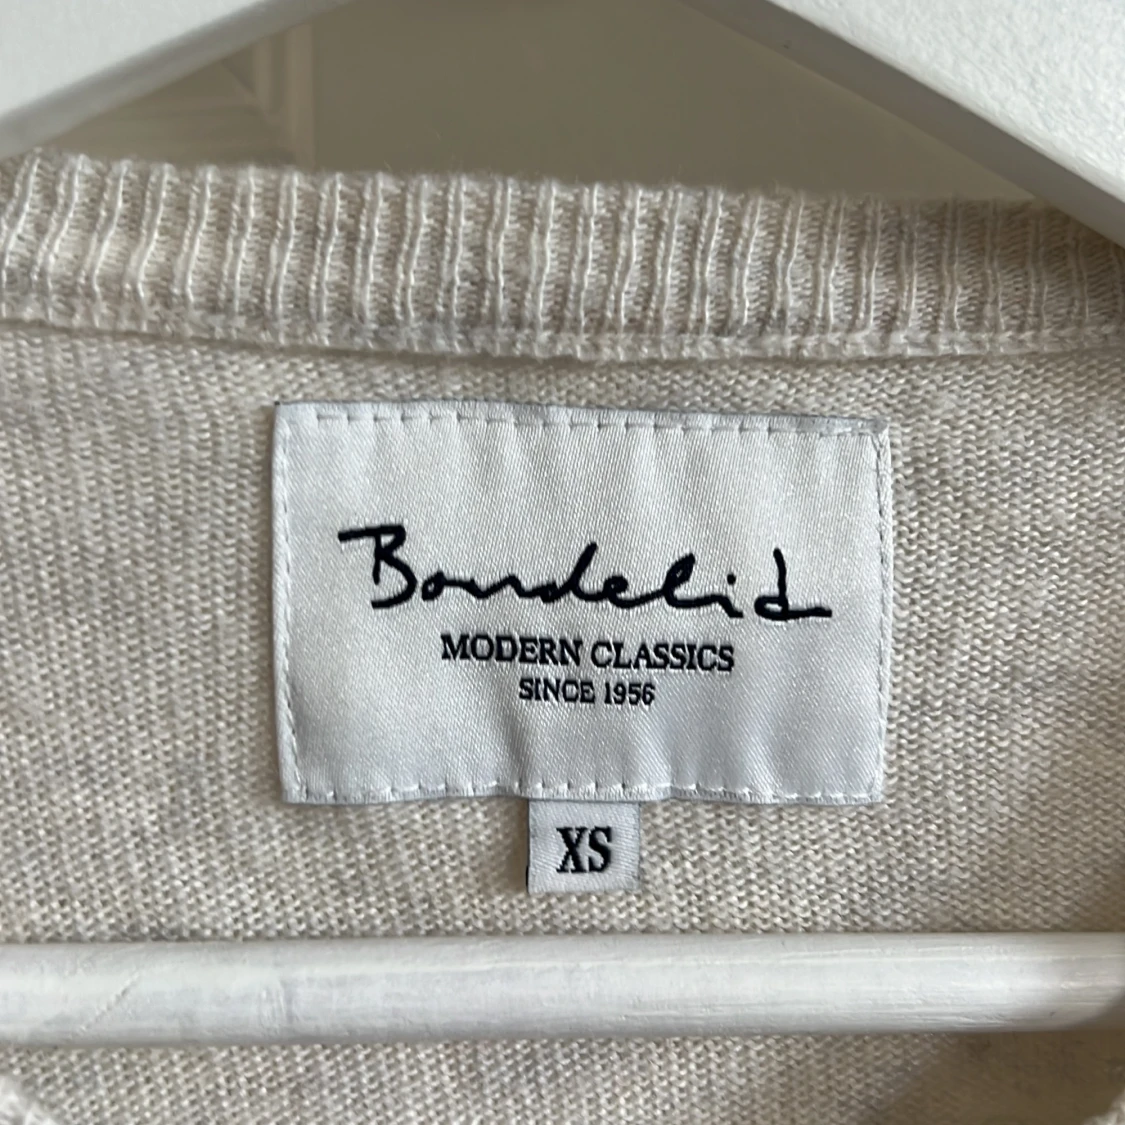 Bondelid
MODERN CLASSICS
SINCE 1956
XS